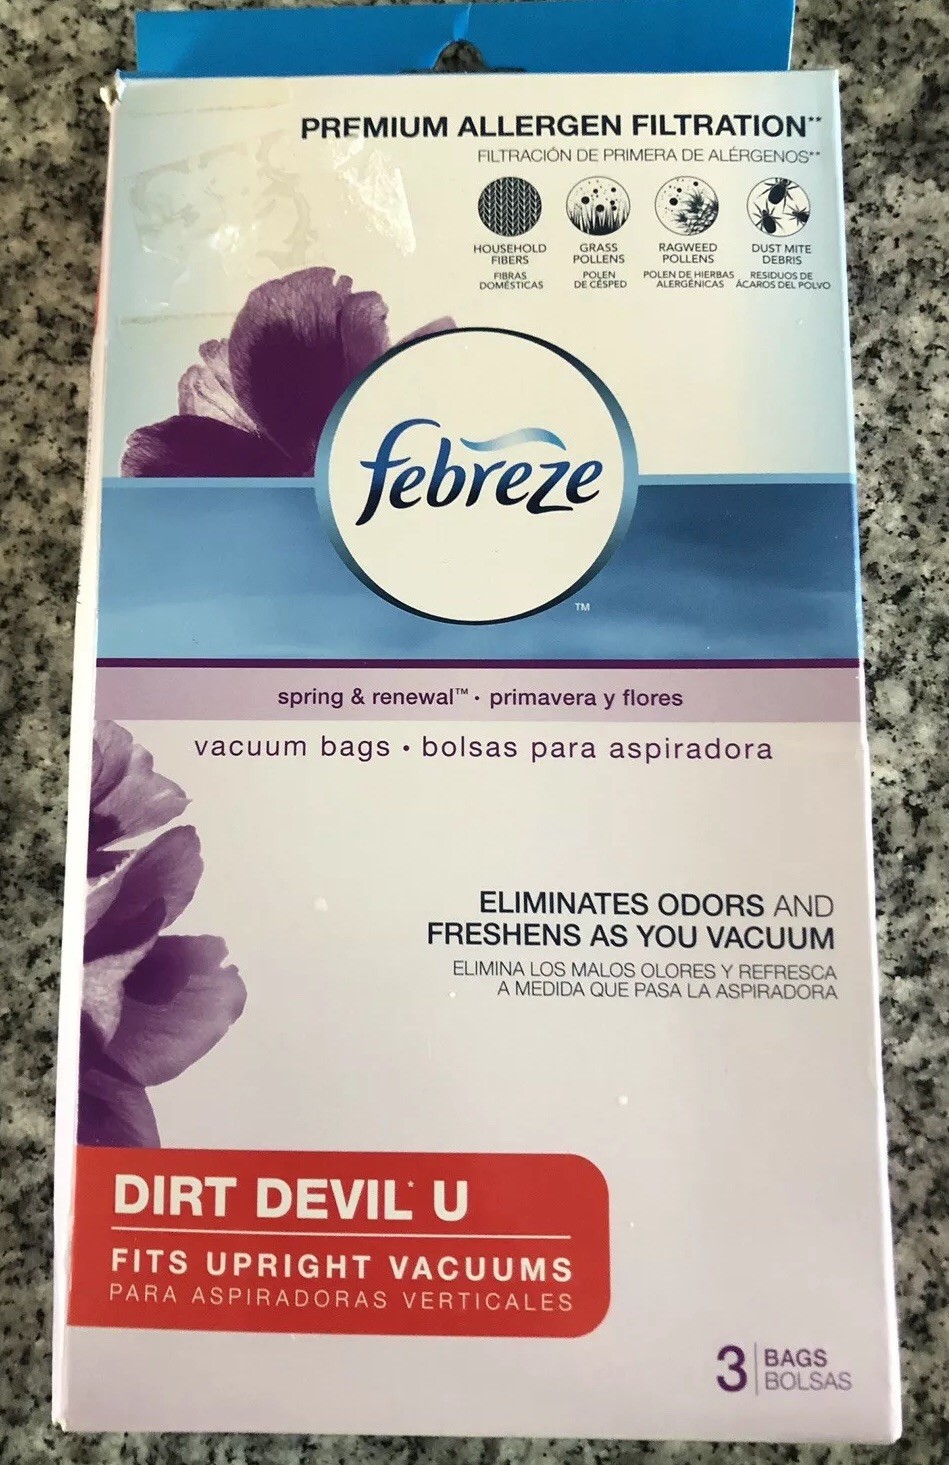 PREMIUM ALLERGEN FILTRATION**
FILTRACIÓN DE PRIMERA DE ALÉRGENOS**
HOUSEHOLD
FIBERS
FIBRAS
DOMÉSTICAS
GRASS
POLLENS
POLEN
DE CÉSPED
RAGWEED
POLLENS
POLEN DE HIERBAS
ALERGÉNICAS
DUST MITE
DEBRIS
RESIDUOS DE
ÁCAROS DEL POLVO
febreze
TM
spring & renewal™ · primavera y flores
vacuum bags • bolsas para aspiradora
ELIMINATES ODORS AND
FRESHENS AS YOU VACUUM
ELIMINA LOS MALOS OLORES Y REFRESCA
A MEDIDA QUE PASA LA ASPIRADORA
DIRT DEVIL* U
FITS UPRIGHT VACUUMS
PARA ASPIRADORAS VERTICALES
3 BAGS
BOLSAS